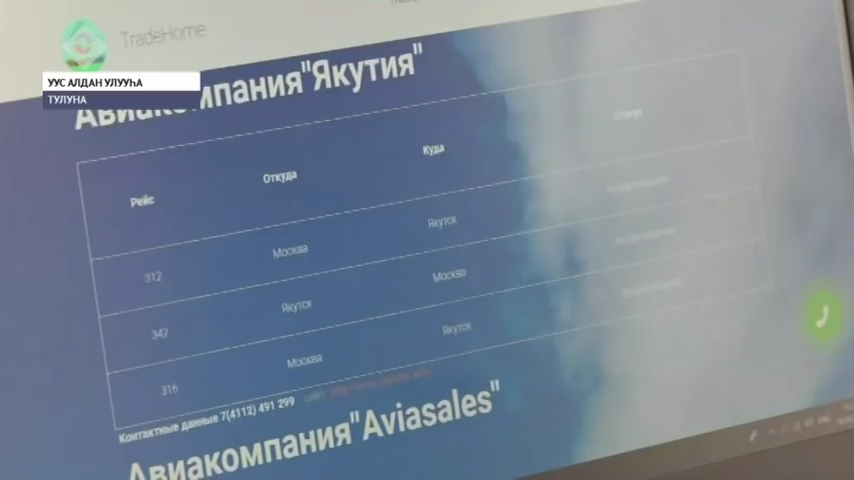 TradeHome
УУС АЛДАН УЛУУҺА
ТУЛУНА
Авиакомпания"Якутия"
Рейс Откуда Куда Статус
312 Москва Якутск
342 Якутск Москва
316 Москва Якутск
Контактные данные 7(4112) 491 299
Авиакомпания"Aviasales"